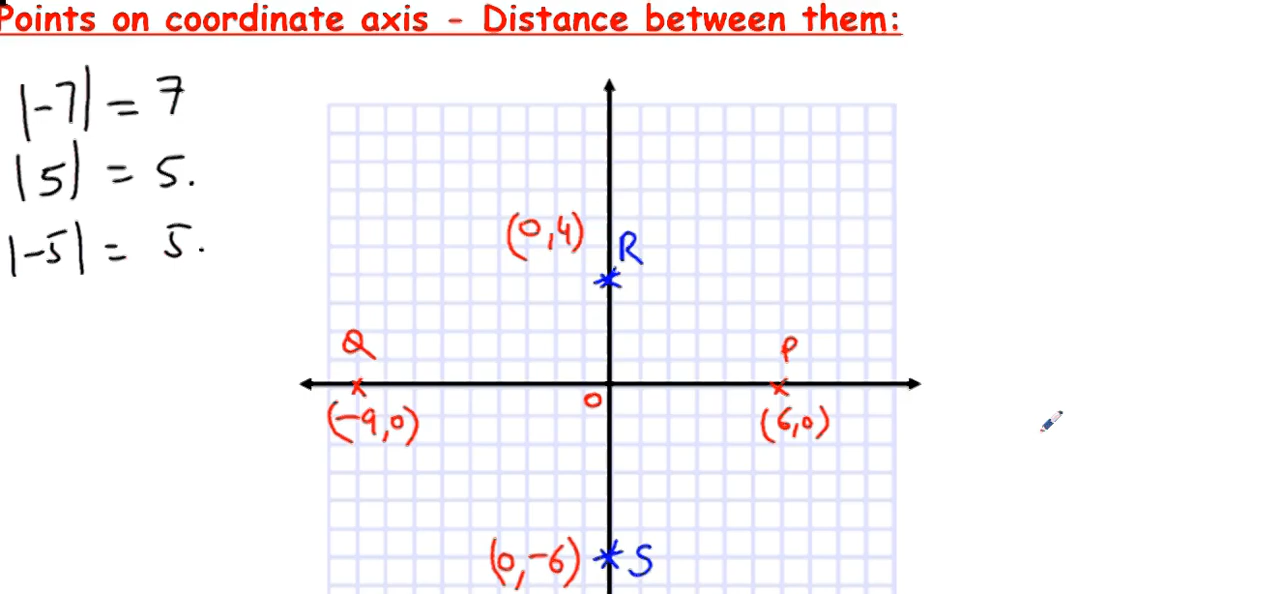 Points on coordinate axis - Distance between them:
|-7| = 7
|5| = 5.
|-5| = 5.
(0,4)
R
Q
P
O
(-9,0)
(6,0)
(0,-6)
S